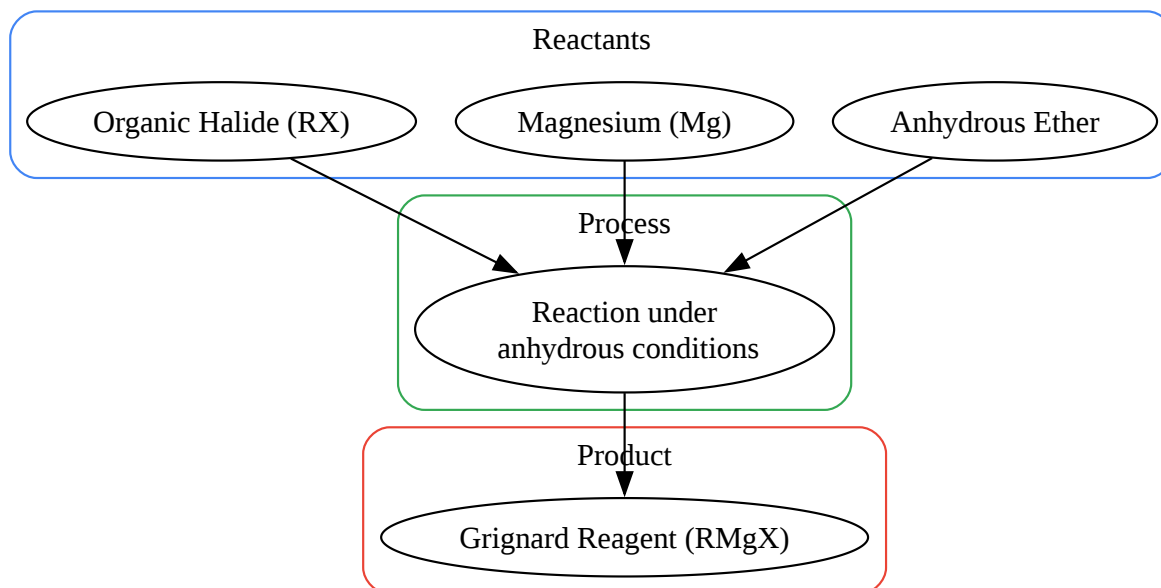 Reactants
Organic Halide (RX)
Magnesium (Mg)
Anhydrous Ether
Process
Reaction under
anhydrous conditions
Product
Grignard Reagent (RMgX)